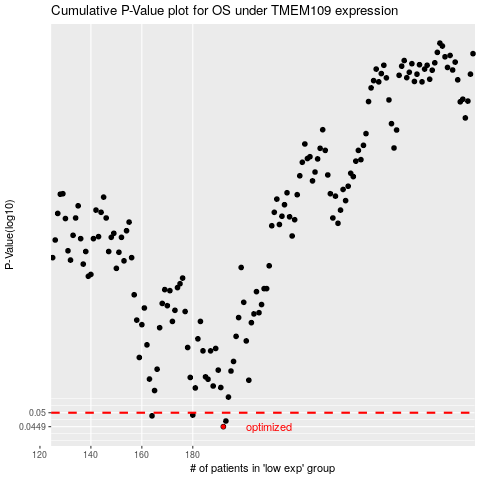 Cumulative P-Value plot for OS under TMEM109 expression
P-Value(log10)
0.05
0.0449
optimized
120 140 160 180
# of patients in 'low exp' group